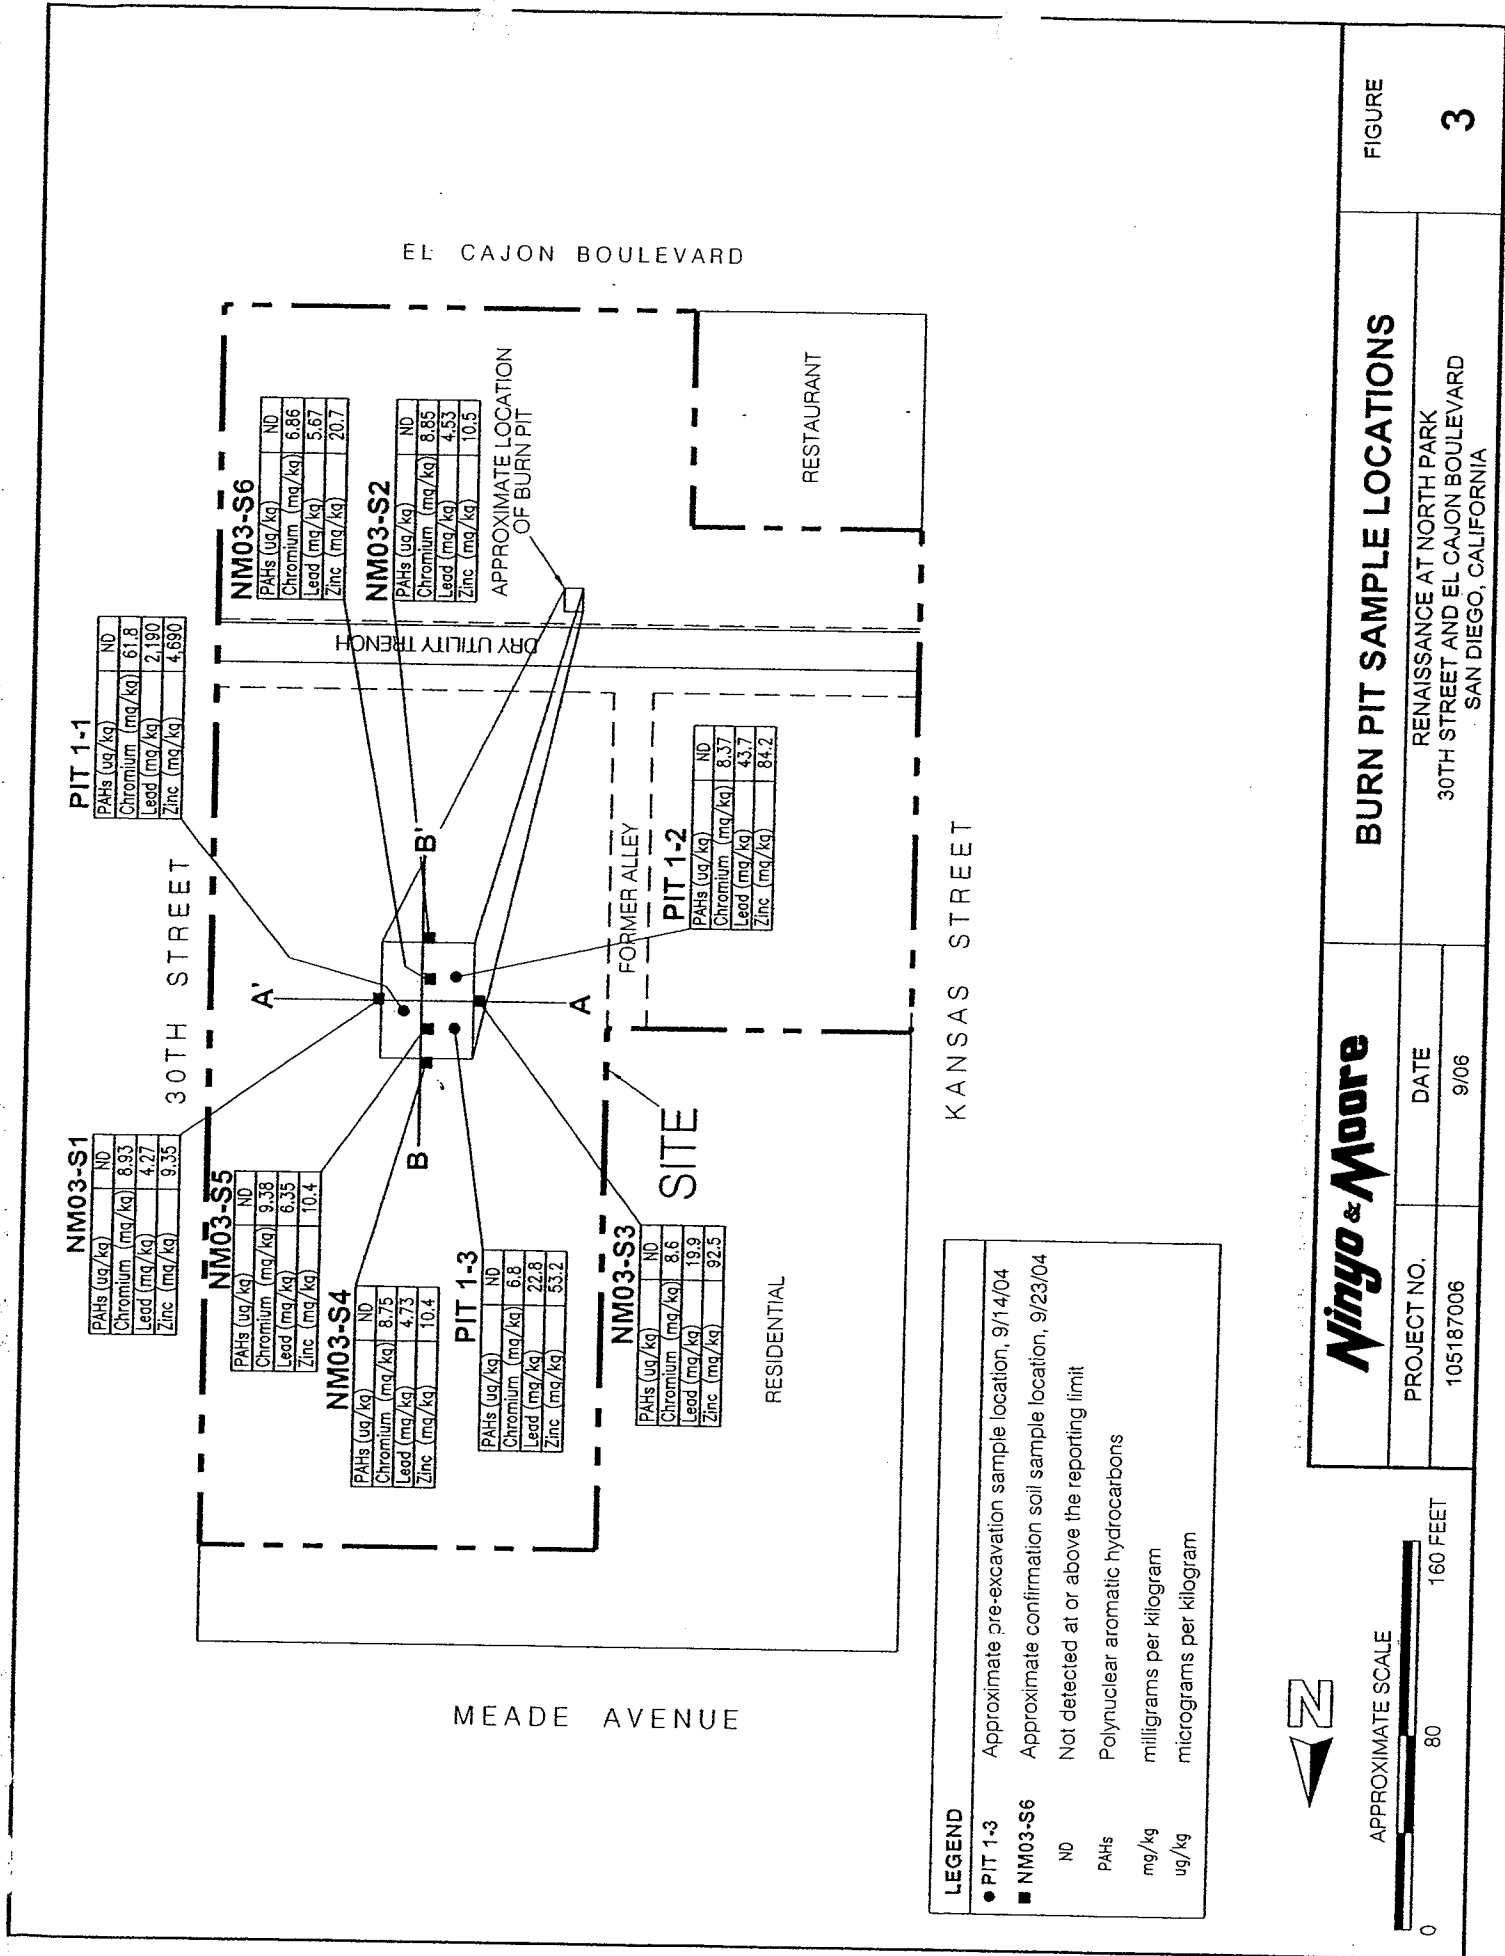 EL CAJON BOULEVARD
30TH STREET
KANSAS STREET
MEADE AVENUE
PIT 1-1
PAHs (ug/kg) ND
Chromium (mg/kg) 61.8
Lead (mg/kg) 2,190
Zinc (mg/kg) 4,690
NM03-S6
PAHs (ug/kg) ND
Chromium (mg/kg) 6.86
Lead (mg/kg) 5.67
Zinc (mg/kg) 20.7
NM03-S2
PAHs (ug/kg) ND
Chromium (mg/kg) 8.85
Lead (mg/kg) 4.53
Zinc (mg/kg) 10.5
APPROXIMATE LOCATION
OF BURN PIT
RESTAURANT
DRY UTILITY TRENCH
FORMER ALLEY
PIT 1-2
PAHs (ug/kg) ND
Chromium (mg/kg) 8.37
Lead (mg/kg) 43.7
Zinc (mg/kg) 84.2
A'
A
B
B'
NM03-S1
PAHs (ug/kg) ND
Chromium (mg/kg) 8.93
Lead (mg/kg) 4.27
Zinc (mg/kg) 9.35
NM03-S5
PAHs (ug/kg) ND
Chromium (mg/kg) 9.38
Lead (mg/kg) 6.35
Zinc (mg/kg) 10.4
NM03-S4
PAHs (ug/kg) ND
Chromium (mg/kg) 8.75
Lead (mg/kg) 4.73
Zinc (mg/kg) 10.4
PIT 1-3
PAHs (ug/kg) ND
Chromium (mg/kg) 6.8
Lead (mg/kg) 22.8
Zinc (mg/kg) 53.2
NM03-S3
PAHs (ug/kg) ND
Chromium (mg/kg) 8.6
Lead (mg/kg) 19.9
Zinc (mg/kg) 92.5
SITE
RESIDENTIAL
LEGEND
PIT 1-3 Approximate pre-excavation sample location, 9/14/04
NM03-S6 Approximate confirmation soil sample location, 9/23/04
ND Not detected at or above the reporting limit
PAHs Polynuclear aromatic hydrocarbons
mg/kg milligrams per kilogram
ug/kg micrograms per kilogram
N
APPROXIMATE SCALE
0 80 160 FEET
Ninyo & Moore
PROJECT NO. DATE
105187006 9/06
BURN PIT SAMPLE LOCATIONS
RENAISSANCE AT NORTH PARK
30TH STREET AND EL CAJON BOULEVARD
SAN DIEGO, CALIFORNIA
FIGURE
3